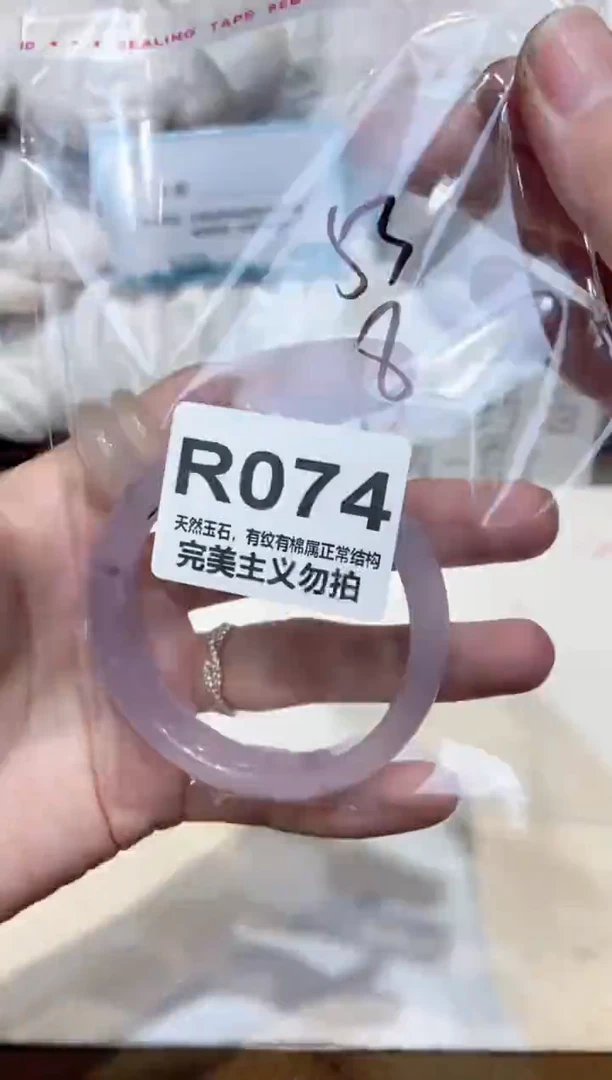 SEALING TAPE
53
8
R074
天然玉石，有纹有棉属正常结构
完美主义勿拍